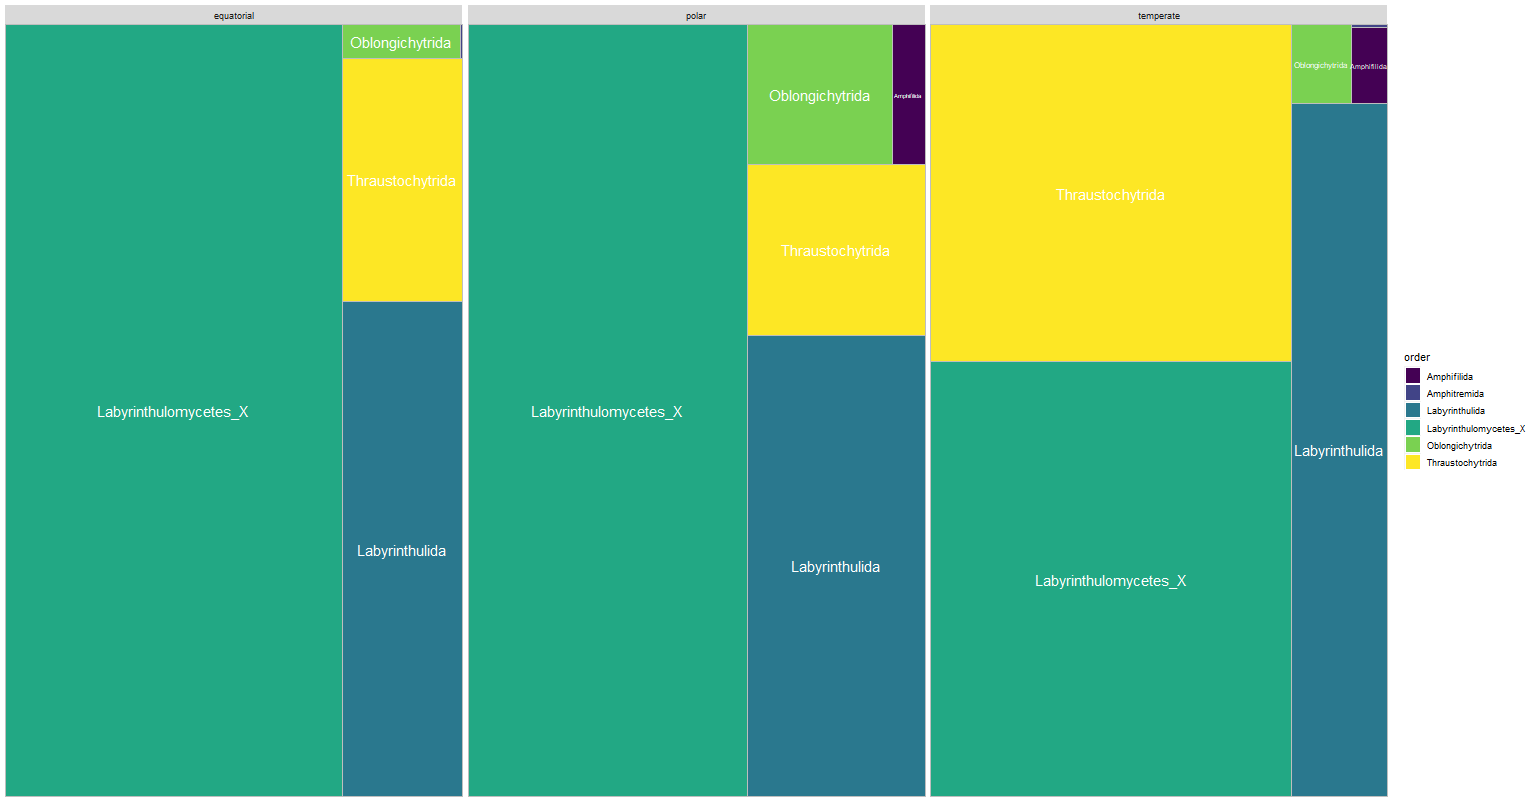 equatorial
Oblongichytrida
Thraustochytrida
Labyrinthulomycetes_X
Labyrinthulida
polar
Oblongichytrida
Amphifilida
Thraustochytrida
Labyrinthulomycetes_X
Labyrinthulida
temperate
Oblongichytrida
Amphifilida
Thraustochytrida
Labyrinthulida
Labyrinthulomycetes_X
order
Amphifilida
Amphitremida
Labyrinthulida
Labyrinthulomycetes_X
Oblongichytrida
Thraustochytrida